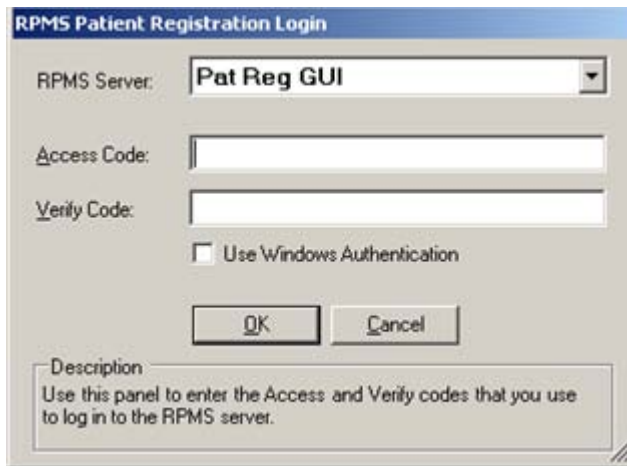 RPMS Patient Registration Login
RPMS Server: Pat Reg GUI
Access Code:
Verify Code:
Use Windows Authentication
OK Cancel
Description
Use this panel to enter the Access and Verify codes that you use
to log in to the RPMS server.